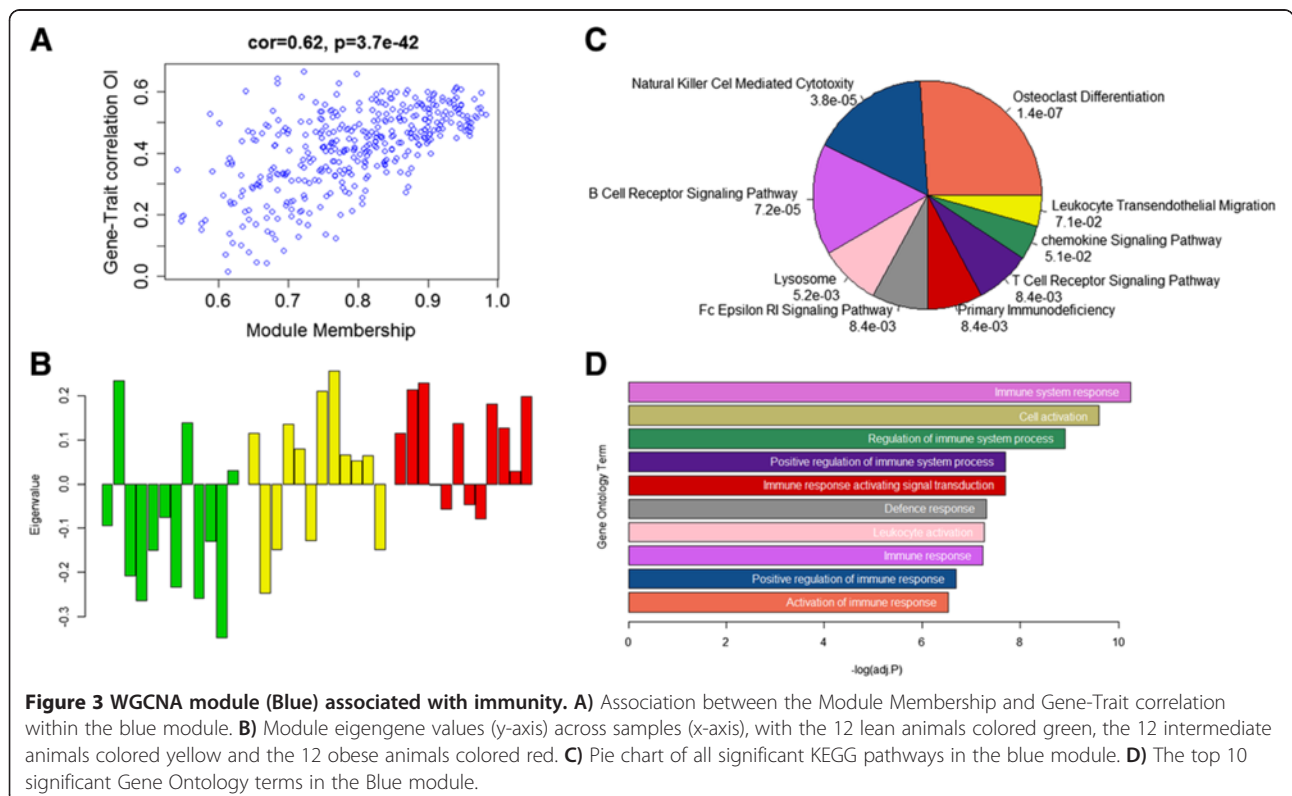 A
cor=0.62, p=3.7e-42
Gene-Trait correlation OI
0.0
0.2
0.4
0.6
0.6
0.7
0.8
0.9
1.0
Module Membership
C
Natural Killer Cel Mediated Cytotoxity
3.8e-05
Osteoclast Differentiation
1.4e-07
B Cell Receptor Signaling Pathway
7.2e-05
Leukocyte Transendothelial Migration
7.1e-02
chemokine Signaling Pathway
5.1e-02
Lysosome
5.2e-03
T Cell Receptor Signaling Pathway
8.4e-03
Fc Epsilon RI Signaling Pathway
8.4e-03
Primary Immunodeficiency
8.4e-03
B
Eigenvalue
0.2
0.1
0.0
-0.1
-0.2
-0.3
D
Gene Ontology Term
Immune system response
Cell activation
Regulation of immune system process
Positive regulation of immune system process
Immune response activating signal transduction
Defence response
Leukocyte activation
Immune response
Positive regulation of immune response
Activation of immune response
0
2
4
6
8
10
-log(adj.P)
Figure 3 WGCNA module (Blue) associated with immunity. A) Association between the Module Membership and Gene-Trait correlation
within the blue module. B) Module eigengene values (y-axis) across samples (x-axis), with the 12 lean animals colored green, the 12 intermediate
animals colored yellow and the 12 obese animals colored red. C) Pie chart of all significant KEGG pathways in the blue module. D) The top 10
significant Gene Ontology terms in the Blue module.